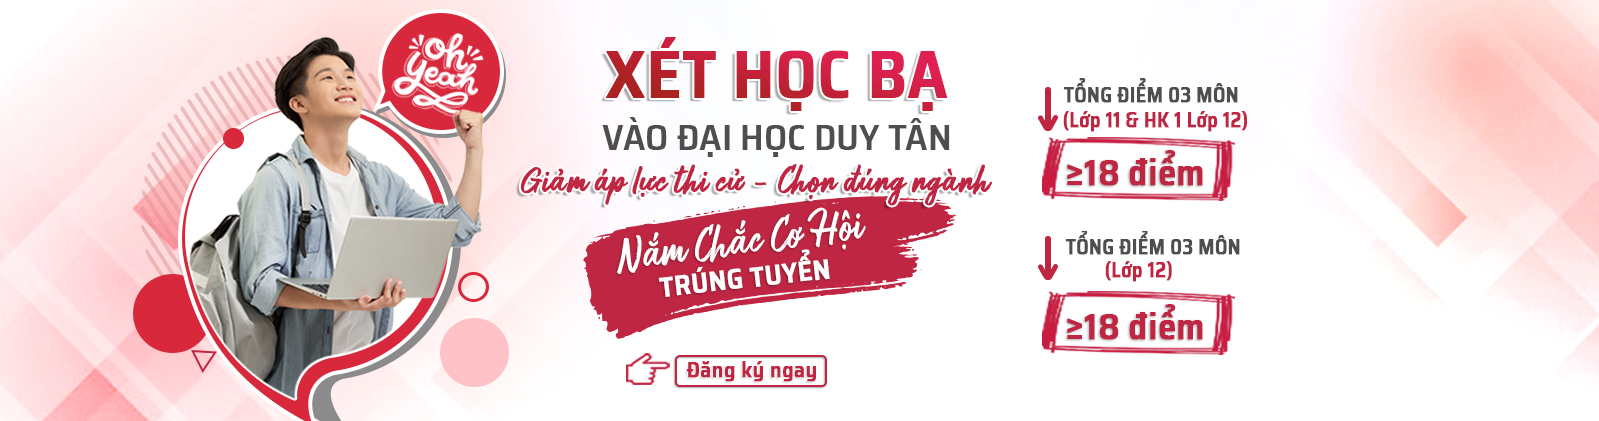 Oh
yeah
XÉT HỌC BẠ
VÀO ĐẠI HỌC DUY TÂN
Giảm áp lực thi cử - Chọn đúng ngành
Nắm Chắc Cơ Hội
TRÚNG TUYỂN
Đăng ký ngay
TỔNG ĐIỂM 03 MÔN
(Lớp 11 & HK 1 Lớp 12)
≥18 điểm
TỔNG ĐIỂM 03 MÔN
(Lớp 12)
≥18 điểm